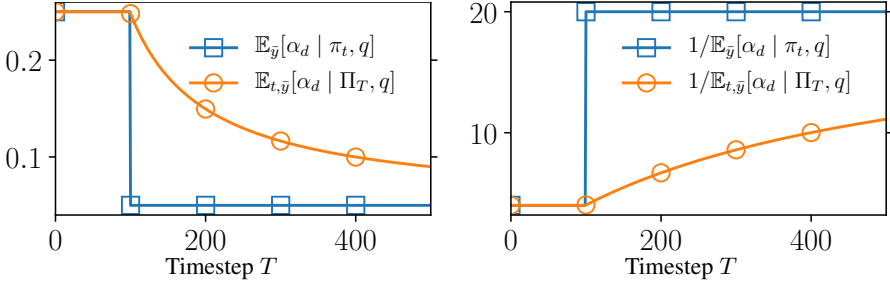 0.2
0.1
𝔼_ȳ[α_d | π_t, q]
𝔼_{t,ȳ}[α_d | Π_T, q]
0 200 400
Timestep T
20
10
1/𝔼_ȳ[α_d | π_t, q]
1/𝔼_{t,ȳ}[α_d | Π_T, q]
0 200 400
Timestep T